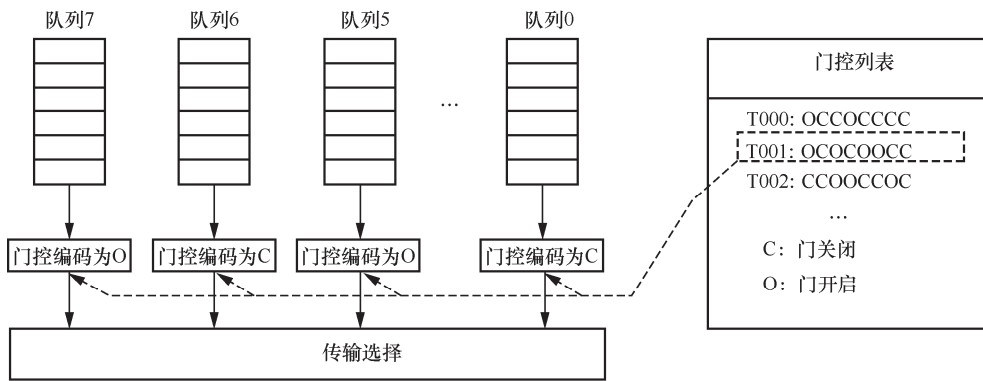 队列7
队列6
队列5
…
队列0
门控编码为O
门控编码为C
门控编码为O
门控编码为C
传输选择
门控列表
T000: OCCOCCCC
T001: OCOCOOCC
T002: CCOOCCOC
…
C: 门关闭
O: 门开启